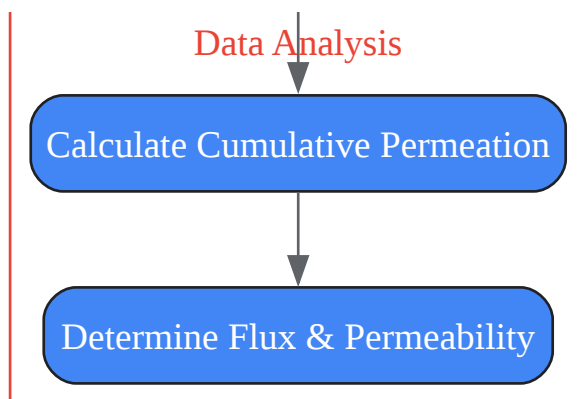 Data Analysis
Calculate Cumulative Permeation
Determine Flux & Permeability